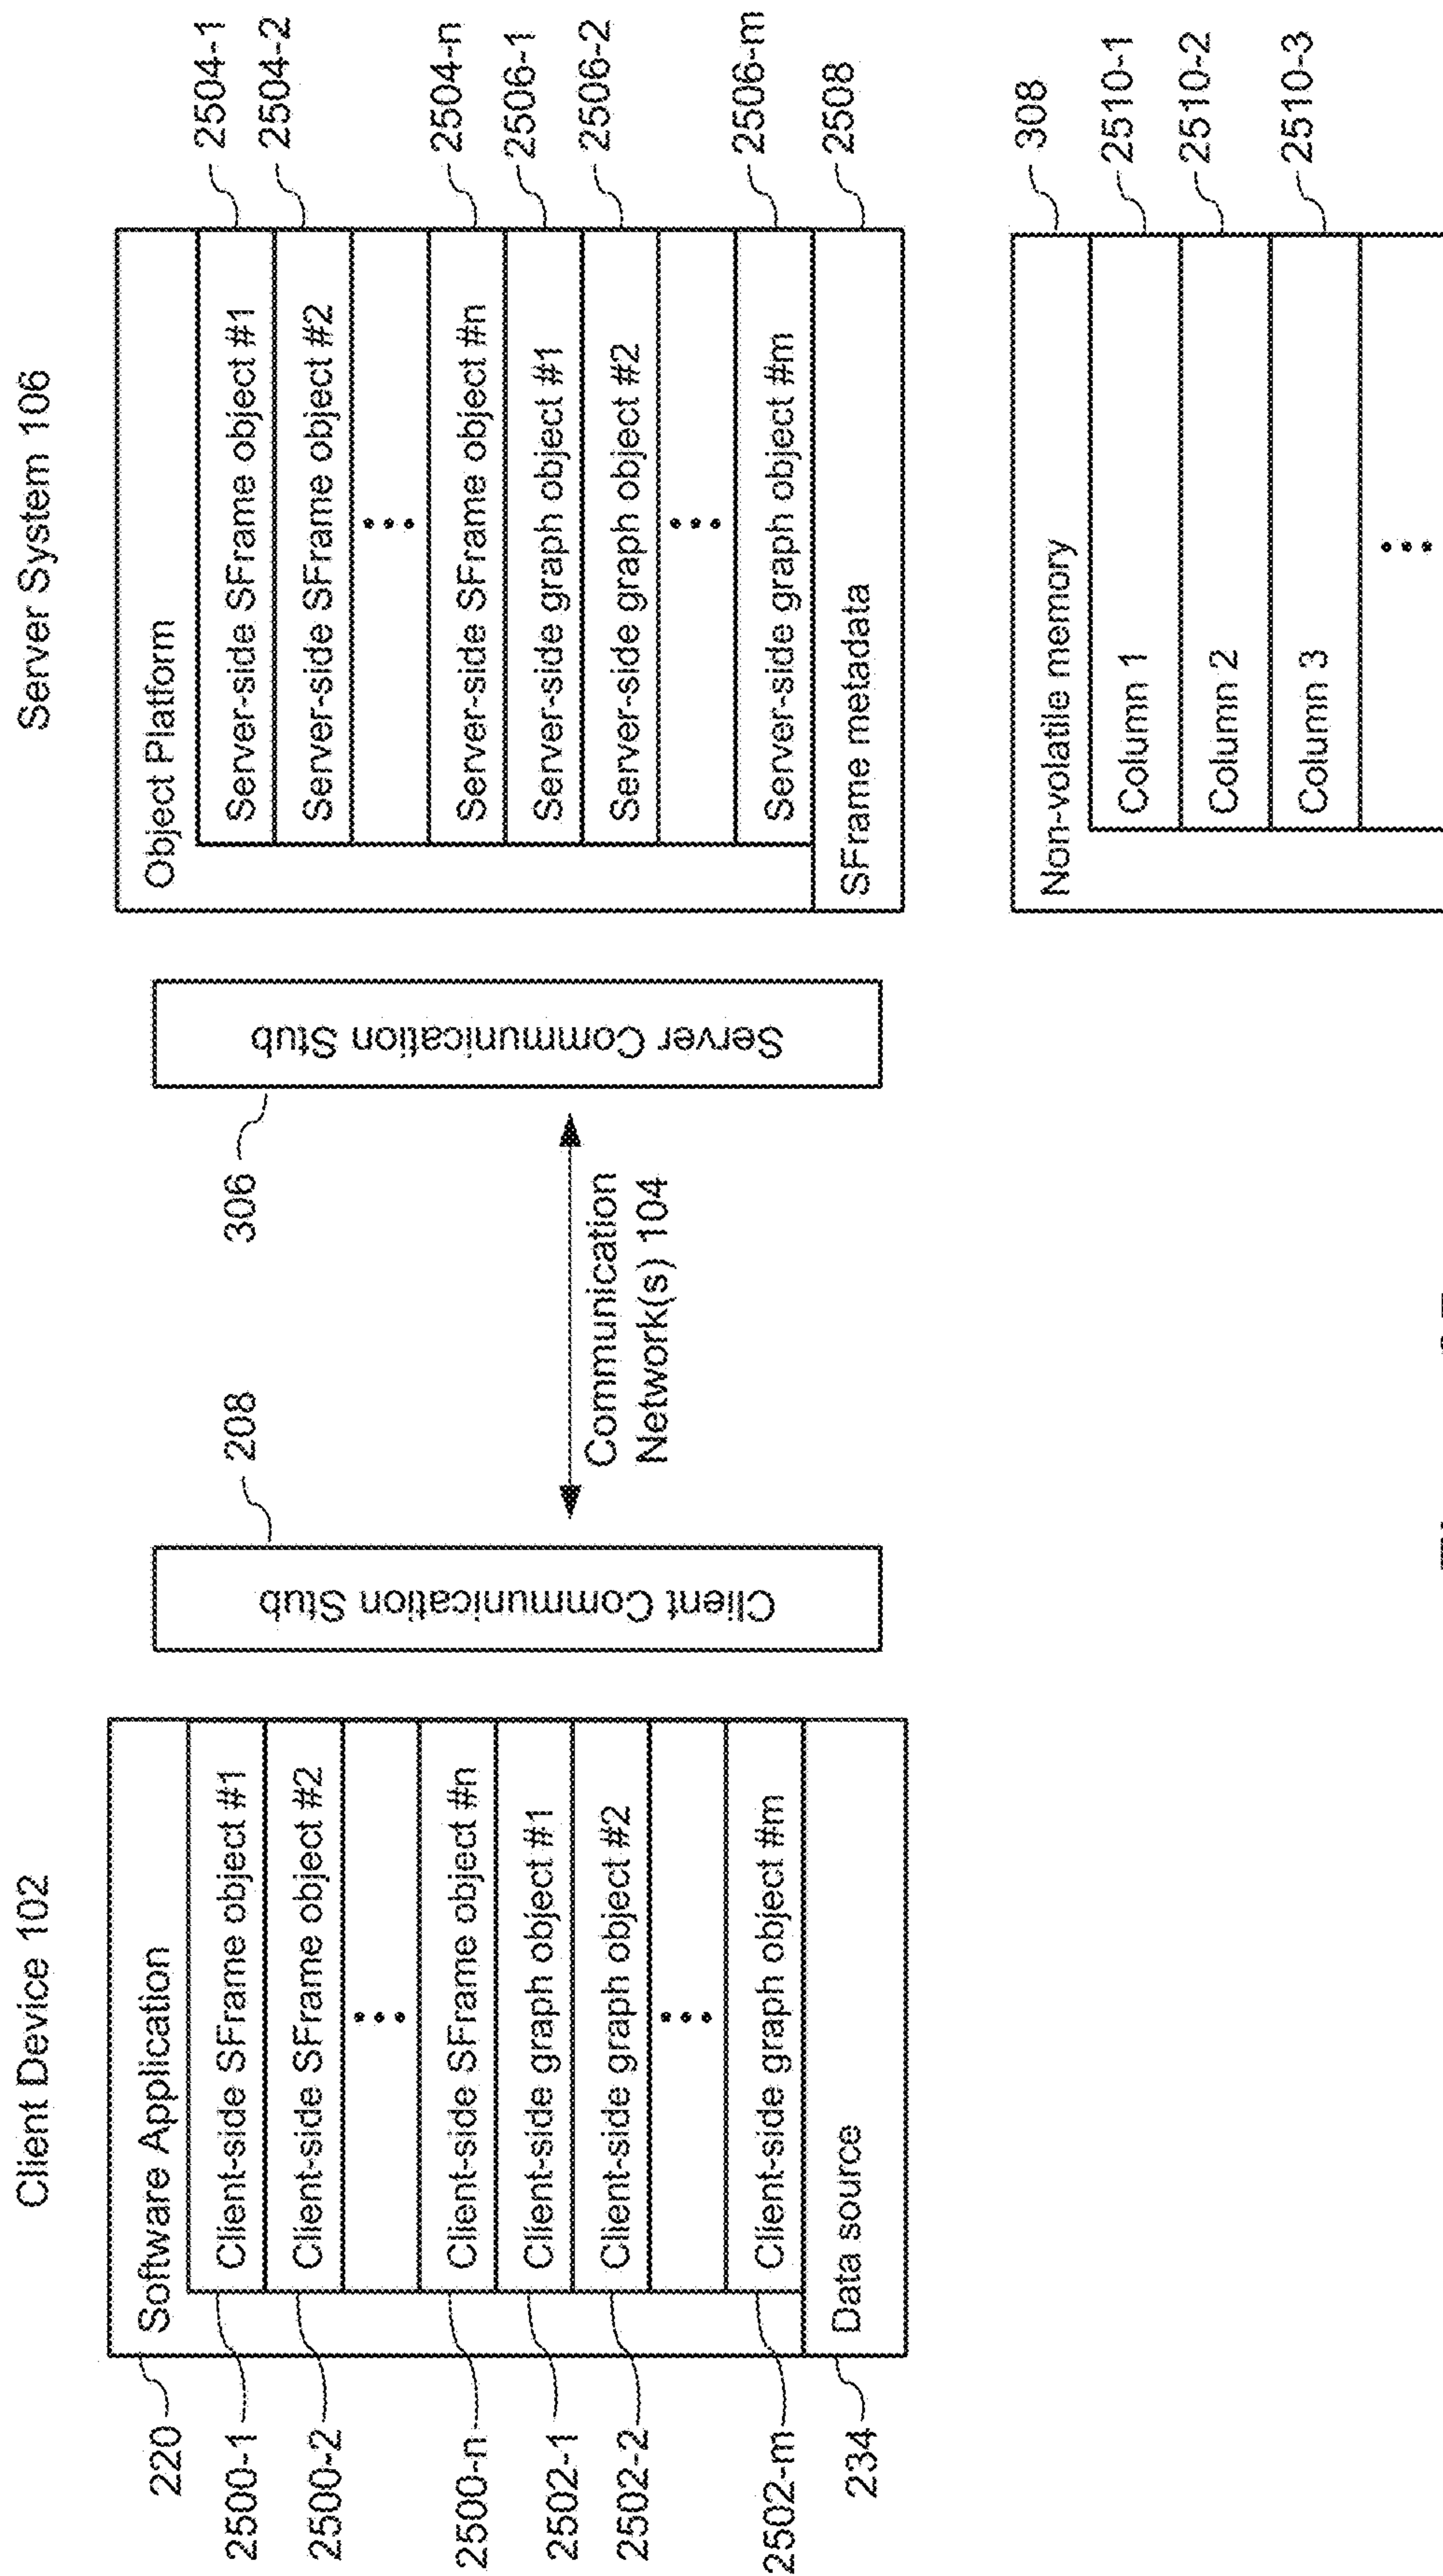 Client Device 102
220
Software Application
2500-1
Client-side SFrame object #1
2500-2
Client-side SFrame object #2
2500-n
Client-side SFrame object #n
2502-1
Client-side graph object #1
2502-2
Client-side graph object #2
2502-m
Client-side graph object #m
234
Data source
208
Client Communication Stub
Communication
Network(s) 104
306
Server Communication Stub
Server System 106
Object Platform
Server-side SFrame object #1
2504-1
Server-side SFrame object #2
2504-2
Server-side SFrame object #n
2504-n
Server-side graph object #1
2506-1
Server-side graph object #2
2506-2
Server-side graph object #m
2506-m
SFrame metadata
2508
Non-volatile memory
308
Column 1
2510-1
Column 2
2510-2
Column 3
2510-3